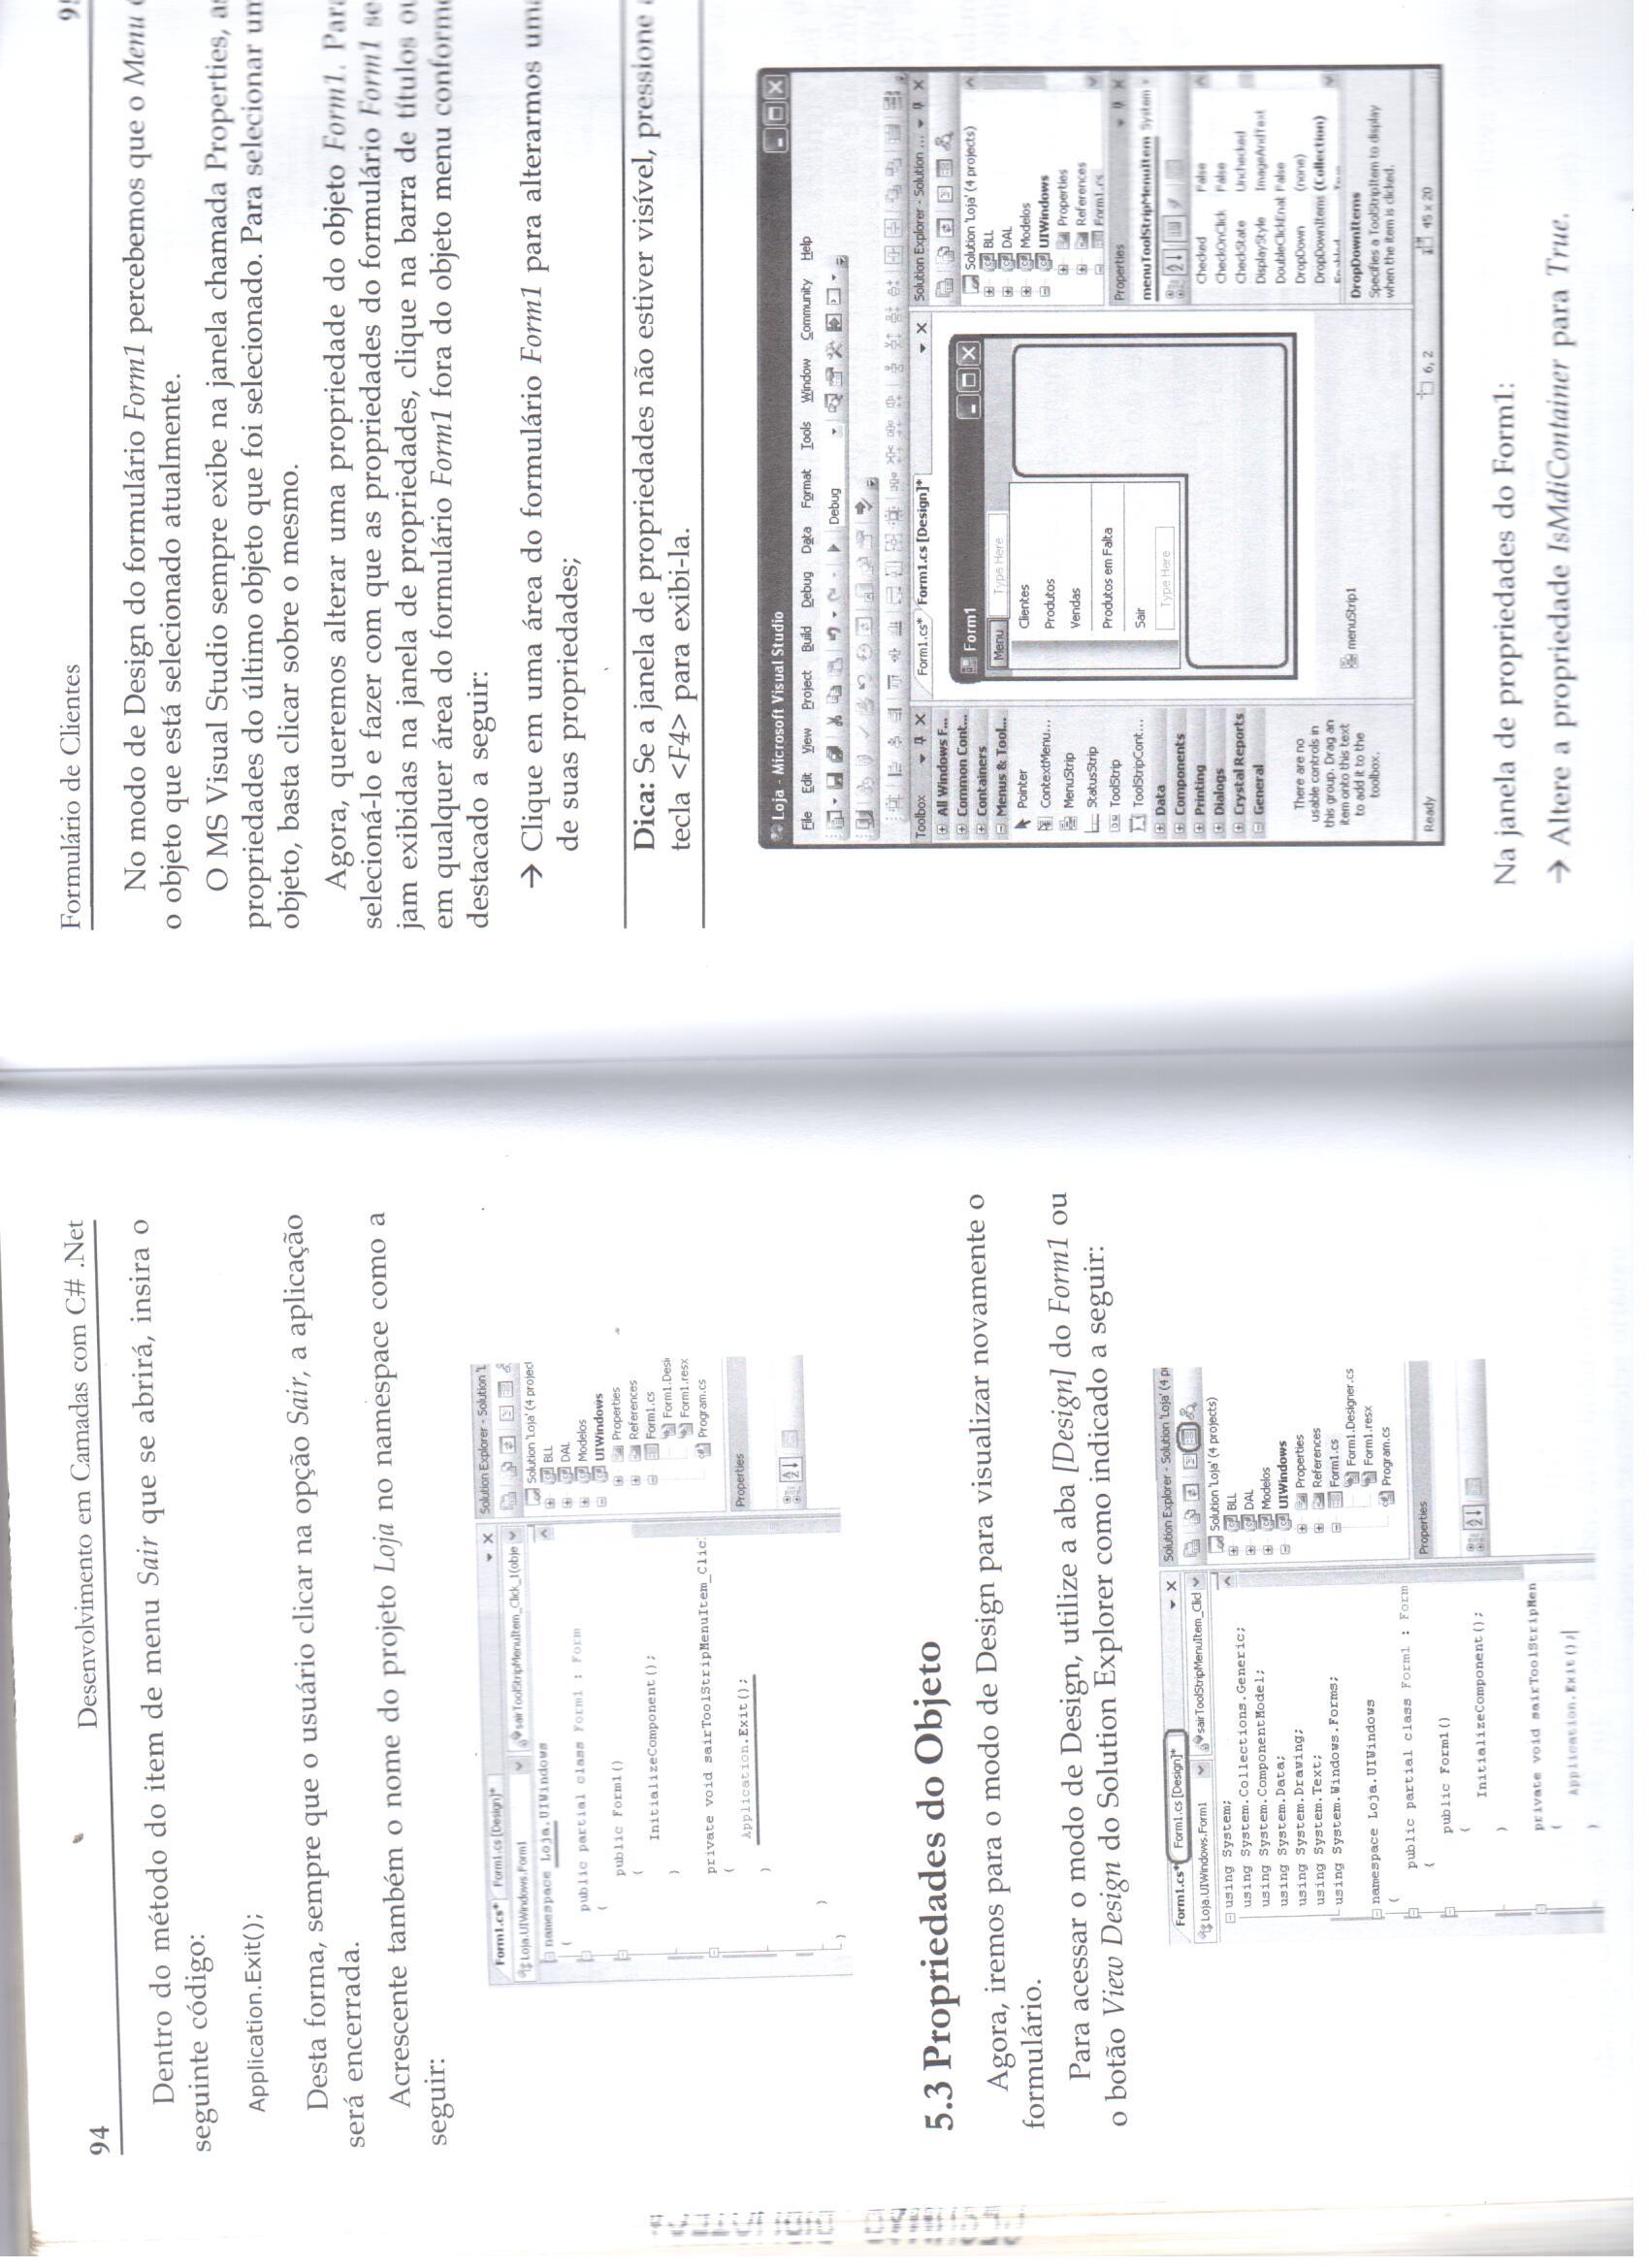 94
Desenvolvimento em Camadas com C# .Net
Dentro do método do item de menu Sair que se abrirá, insira o
seguinte código:
Application.Exit();
Desta forma, sempre que o usuário clicar na opção Sair, a aplicação
será encerrada.
Acrescente também o nome do projeto Loja no namespace como a
seguir:
Form1.cs* Form1.cs [Design]*
Loja.UIWindows.Form1 sairToolStripMenuItem_Click_1(obje
namespace Loja.UIWindows
{
public partial class Form1 : Form
{
public Form1()
{
InitializeComponent();
}
private void sairToolStripMenuItem_Clic
{
Application.Exit();
}
}
}
Solution Explorer - Solution 'L
Solution 'Loja' (4 project
BLL
DAL
Modelos
UIWindows
Properties
References
Form1.cs
Form1.Desi
Form1.resx
Program.cs
Properties
5.3 Propriedades do Objeto
Agora, iremos para o modo de Design para visualizar novamente o
formulário.
Para acessar o modo de Design, utilize a aba [Design] do Form1 ou
o botão View Design do Solution Explorer como indicado a seguir:
Form1.cs* Form1.cs [Design]*
Loja.UIWindows.Form1 sairToolStripMenuItem_Clicl
using System;
using System.Collections.Generic;
using System.ComponentModel;
using System.Data;
using System.Drawing;
using System.Text;
using System.Windows.Forms;
namespace Loja.UIWindows
{
public partial class Form1 : Form
{
public Form1()
{
InitializeComponent();
}
private void sairToolStripMen
{
Application.Exit();
}
Solution Explorer - Solution 'Loja' (4 pr
Solution 'Loja' (4 projects)
BLL
DAL
Modelos
UIWindows
Properties
References
Form1.cs
Form1.Designer.cs
Form1.resx
Program.cs
Properties
Formulário de Clientes
No modo de Design do formulário Form1 percebemos que o Menu
o objeto que está selecionado atualmente.
O MS Visual Studio sempre exibe na janela chamada Properties, as
propriedades do último objeto que foi selecionado. Para selecionar um
objeto, basta clicar sobre o mesmo.
Agora, queremos alterar uma propriedade do objeto Form1. Para
selecioná-lo e fazer com que as propriedades do formulário Form1 se
jam exibidas na janela de propriedades, clique na barra de títulos ou
em qualquer área do formulário Form1 fora do objeto menu conforme
destacado a seguir:
→ Clique em uma área do formulário Form1 para alterarmos uma
de suas propriedades;
Dica: Se a janela de propriedades não estiver visível, pressione a
tecla <F4> para exibi-la.
Loja - Microsoft Visual Studio
File Edit View Project Build Debug Data Format Tools Window Community Help
Debug
Toolbox
All Windows F...
Common Cont...
Containers
Menus & Tool...
Pointer
ContextMenu...
MenuStrip
StatusStrip
ToolStrip
ToolStripCont...
Data
Components
Printing
Dialogs
Crystal Reports
General
There are no
usable controls in
this group. Drag an
item onto this text
to add it to the
toolbox.
Form1.cs* Form1.cs [Design]*
Form1
Menu Type Here
Clientes
Produtos
Vendas
Produtos em Falta
Sair
Type Here
menuStrip1
Solution Explorer - Solution ...
Solution 'Loja' (4 projects)
BLL
DAL
Modelos
UIWindows
Properties
References
Form1.cs
Properties
menuToolStripMenuItem System
Checked False
CheckOnClick False
CheckState Unchecked
DisplayStyle ImageAndText
DoubleClickEnat False
DropDown (none)
DropDownItems (Collection)
Enabled True
DropDownItems
Specifies a ToolStripItem to display
when the item is clicked.
Ready 6, 2 45 x 20
Na janela de propriedades do Form1:
→ Altere a propriedade IsMdiContainer para True.